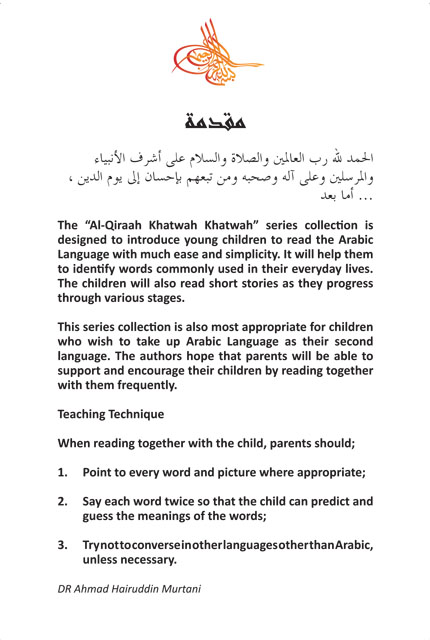 مقدمة
الحمد لله رب العالمين والصلاة والسلام على أشرف الأنبياء
والمرسلين وعلى آله وصحبه ومن تبعهم بإحسان إلى يوم الدين ،
... أما بعد
The “Al-Qiraah Khatwah Khatwah” series collection is
designed to introduce young children to read the Arabic
Language with much ease and simplicity. It will help them
to identify words commonly used in their everyday lives.
The children will also read short stories as they progress
through various stages.
This series collection is also most appropriate for children
who wish to take up Arabic Language as their second
language. The authors hope that parents will be able to
support and encourage their children by reading together
with them frequently.
Teaching Technique
When reading together with the child, parents should;
1. Point to every word and picture where appropriate;
2. Say each word twice so that the child can predict and
guess the meanings of the words;
3. Trynottoconverseinotherlanguagesotherthan Arabic,
unless necessary.
DR Ahmad Hairuddin Murtani